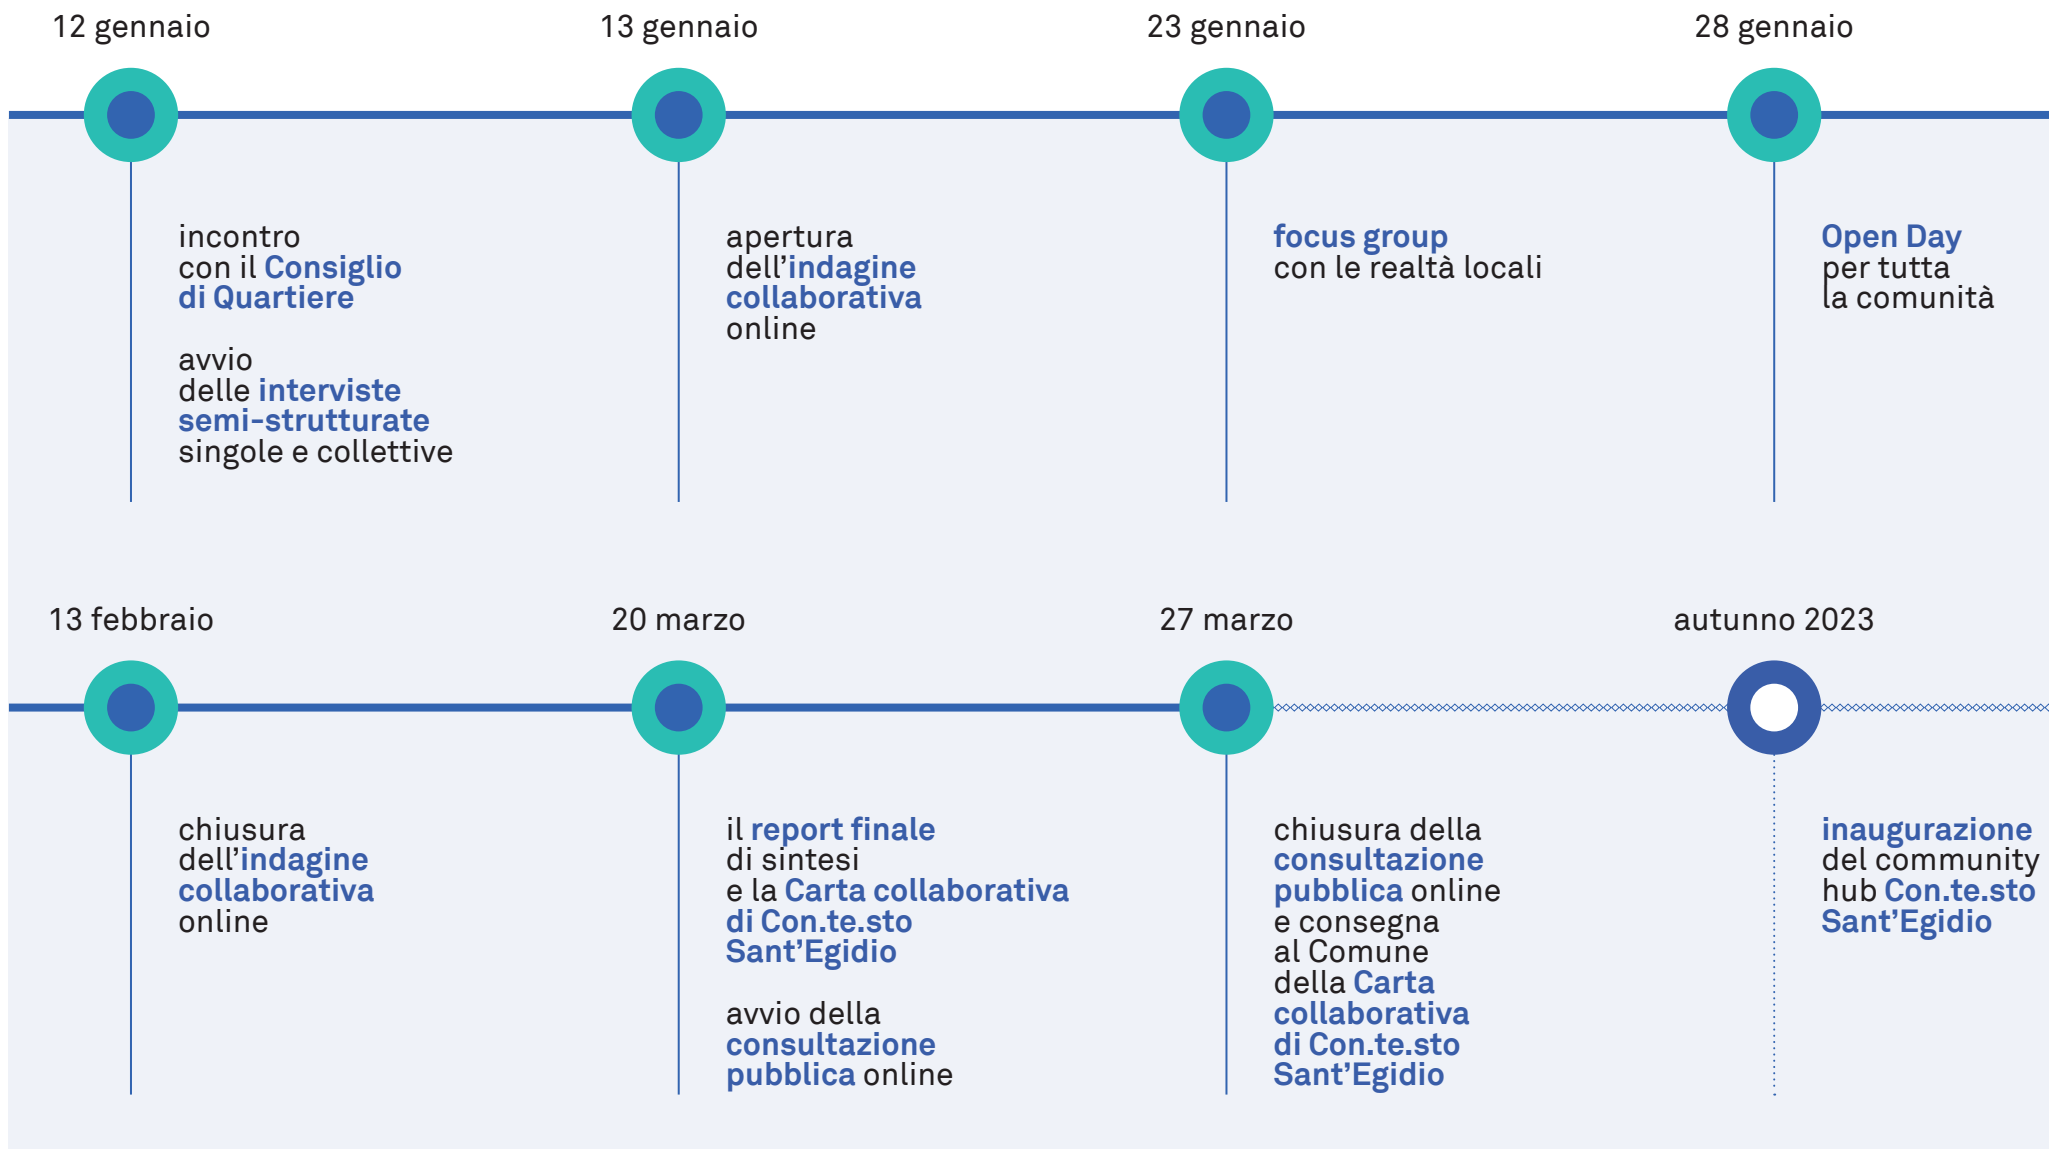 12 gennaio
incontro
con il Consiglio
di Quartiere
avvio
delle interviste
semi-strutturate
singole e collettive
13 gennaio
apertura
dell’indagine
collaborativa
online
23 gennaio
focus group
con le realtà locali
28 gennaio
Open Day
per tutta
la comunità
13 febbraio
chiusura
dell’indagine
collaborativa
online
20 marzo
il report finale
di sintesi
e la Carta collaborativa
di Con.te.sto
Sant’Egidio
avvio della
consultazione
pubblica online
27 marzo
chiusura della
consultazione
pubblica online
e consegna
al Comune
della Carta
collaborativa
di Con.te.sto
Sant’Egidio
autunno 2023
inaugurazione
del community
hub Con.te.sto
Sant’Egidio